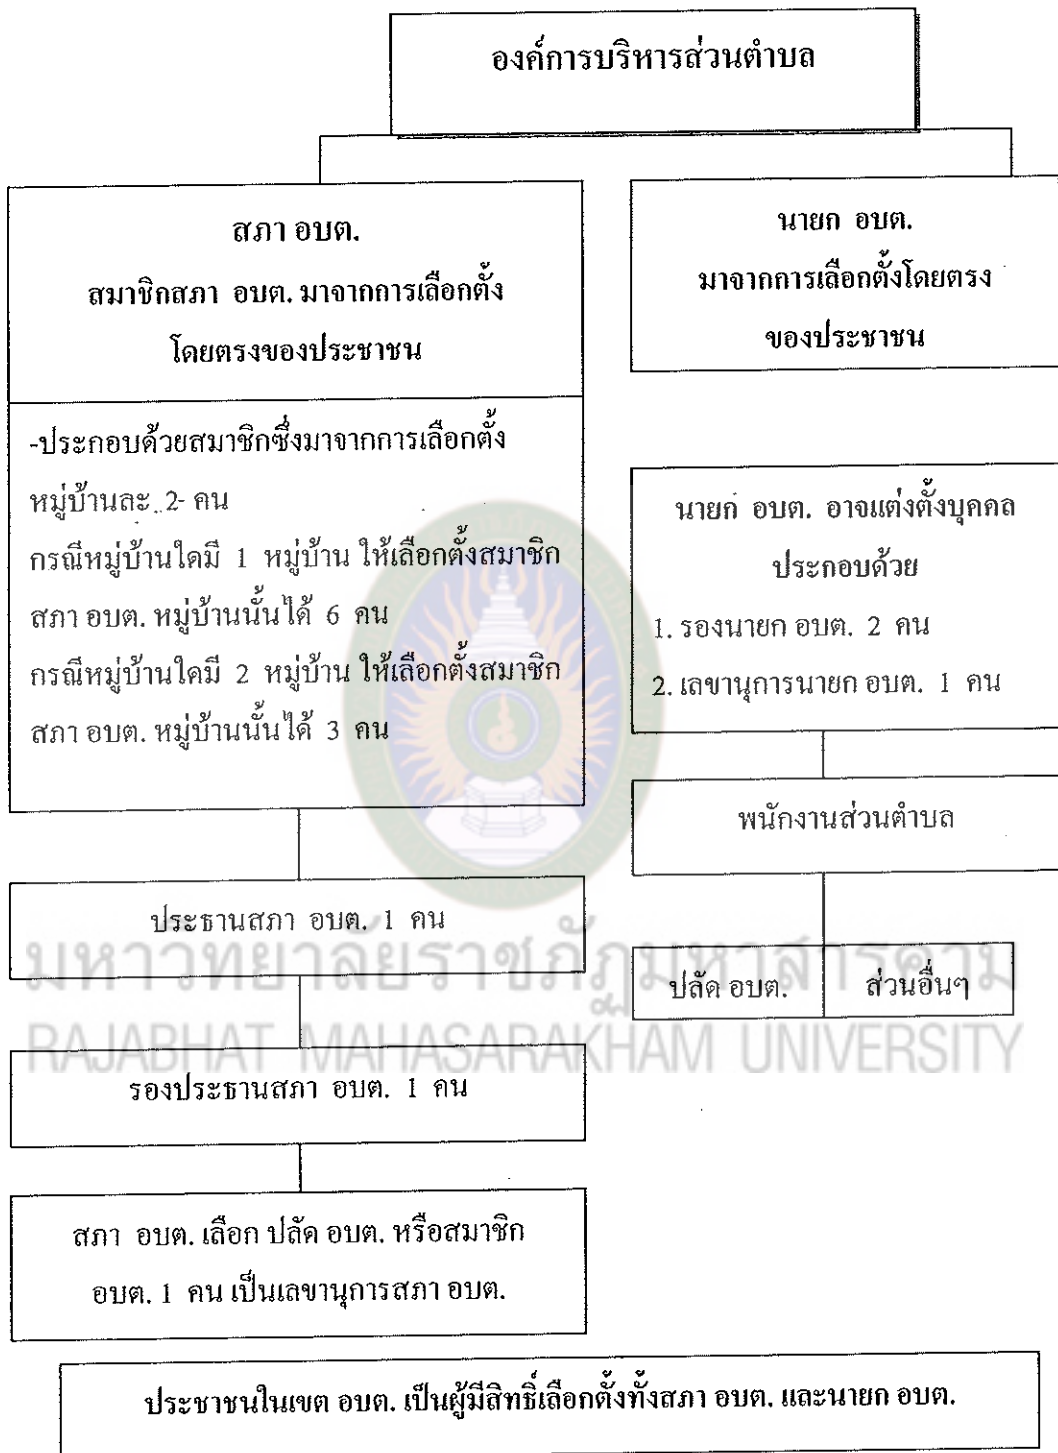 องค์การบริหารส่วนตำบล
สภา อบต.
สมาชิกสภา อบต. มาจากการเลือกตั้ง
โดยตรงของประชาชน
-ประกอบด้วยสมาชิกซึ่งมาจากการเลือกตั้ง
หมู่บ้านละ 2- คน
กรณีหมู่บ้านใดมี 1 หมู่บ้าน ให้เลือกตั้งสมาชิก
สภา อบต. หมู่บ้านนั้นได้ 6 คน
กรณีหมู่บ้านใดมี 2 หมู่บ้าน ให้เลือกตั้งสมาชิก
สภา อบต. หมู่บ้านนั้นได้ 3 คน
ประธานสภา อบต. 1 คน
รองประธานสภา อบต. 1 คน
สภา อบต. เลือก ปลัด อบต. หรือสมาชิก
อบต. 1 คน เป็นเลขานุการสภา อบต.
นายก อบต.
มาจากการเลือกตั้งโดยตรง
ของประชาชน
นายก อบต. อาจแต่งตั้งบุคคล
ประกอบด้วย
1. รองนายก อบต. 2 คน
2. เลขานุการนายก อบต. 1 คน
พนักงานส่วนตำบล
ปลัด อบต.
ส่วนอื่นๆ
มหาวิทยาลัยราชภัฏมหาสารคาม
RAJABHAT MAHASARAKHAM UNIVERSITY
ประชาชนในเขต อบต. เป็นผู้มีสิทธิ์เลือกตั้งทั้งสภา อบต. และนายก อบต.